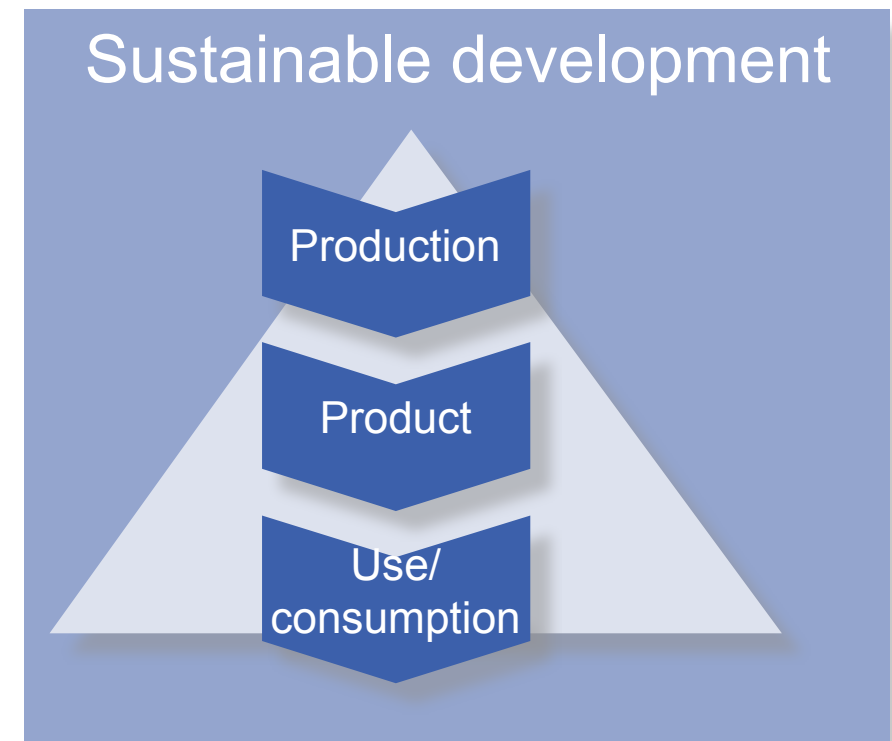 Sustainable development
Production
Product
Use/
consumption